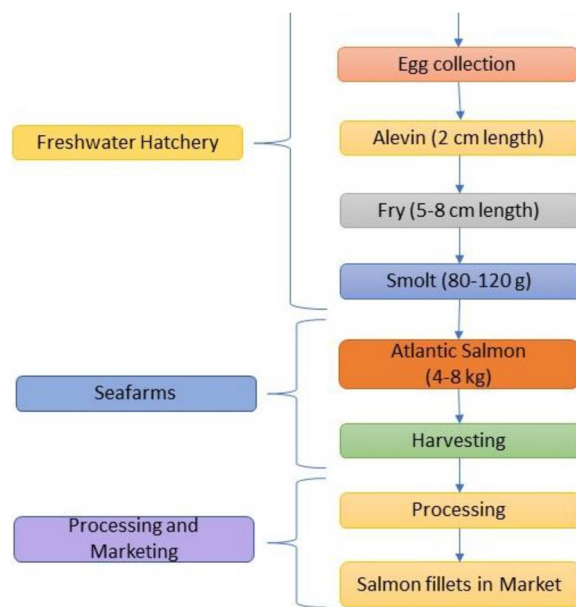 Egg collection
Freshwater Hatchery
Alevin (2 cm length)
Fry (5-8 cm length)
Smolt (80-120 g)
Seafarms
Atlantic Salmon
(4-8 kg)
Harvesting
Processing and
Marketing
Processing
Salmon fillets in Market